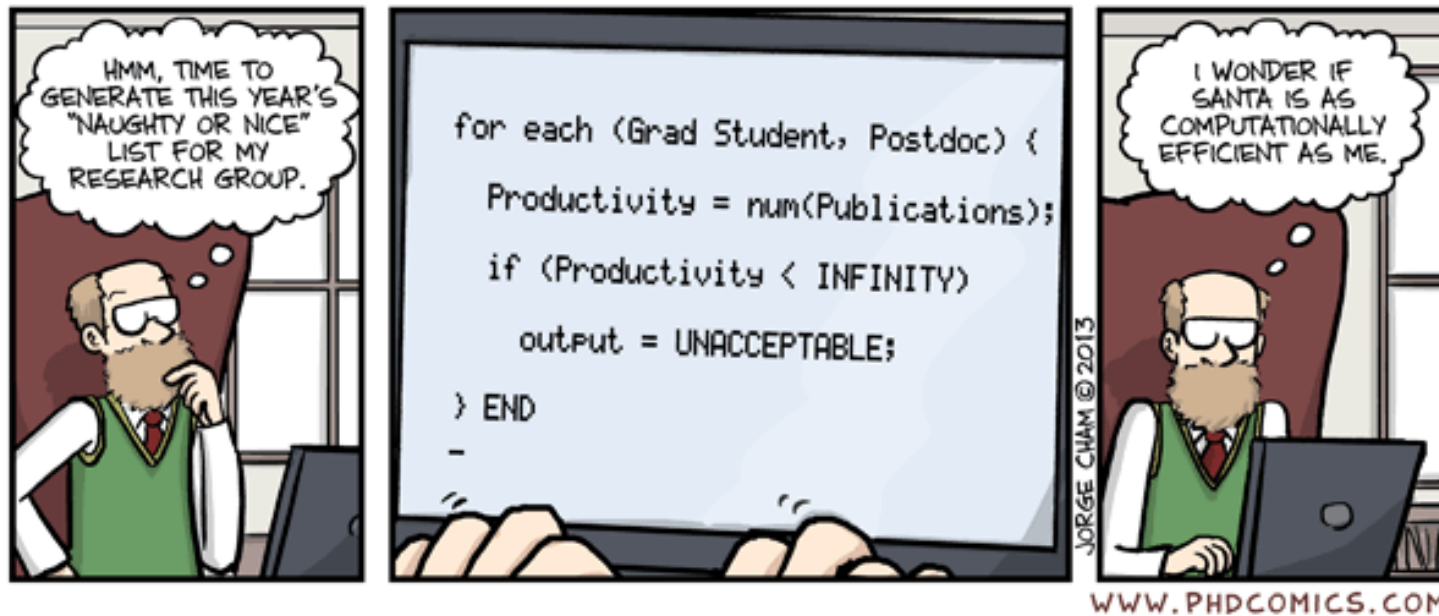 HMM, TIME TO
GENERATE THIS YEAR'S
"NAUGHTY OR NICE"
LIST FOR MY
RESEARCH GROUP.
for each (Grad Student, Postdoc) {
Productivity = num(Publications);
if (Productivity < INFINITY)
output = UNACCEPTABLE;
} END
-
I WONDER IF
SANTA IS AS
COMPUTATIONALLY
EFFICIENT AS ME.
JORGE CHAM © 2013
WWW.PHDCOMICS.COM